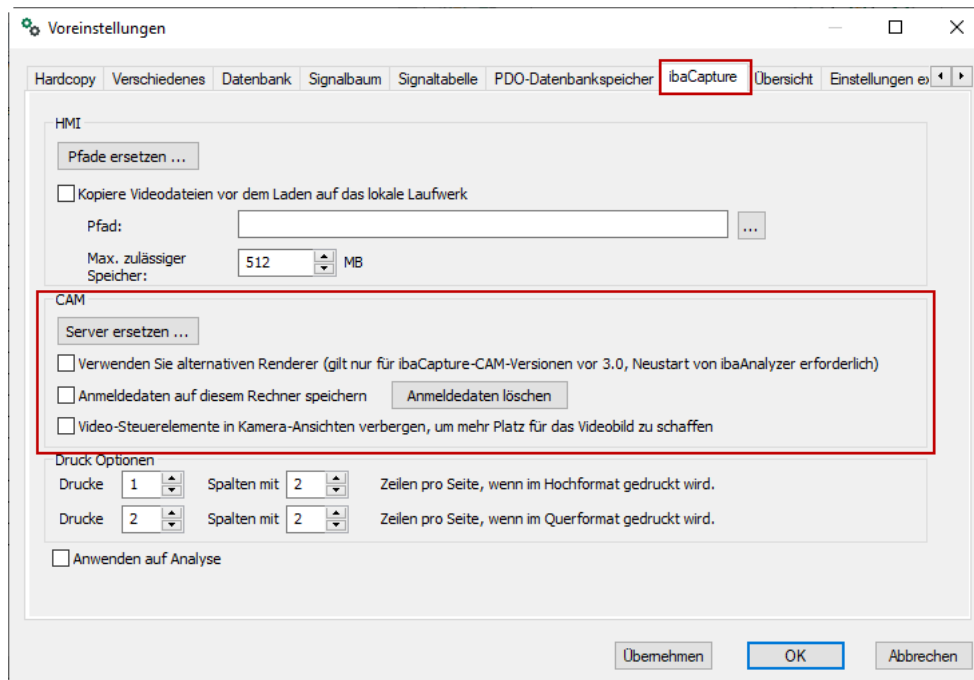 Voreinstellungen
Hardcopy Verschiedenes Datenbank Signalbaum Signaltabelle PDO-Datenbankspeicher ibaCapture Übersicht Einstellungen ex
HMI
Pfade ersetzen ...
Kopiere Videodateien vor dem Laden auf das lokale Laufwerk
Pfad: ...
Max. zulässiger
Speicher: 512 MB
CAM
Server ersetzen ...
Verwenden Sie alternativen Renderer (gilt nur für ibaCapture-CAM-Versionen vor 3.0, Neustart von ibaAnalyzer erforderlich)
Anmeldedaten auf diesem Rechner speichern Anmeldedaten löschen
Video-Steuerelemente in Kamera-Ansichten verbergen, um mehr Platz für das Videobild zu schaffen
Druck Optionen
Drucke 1 Spalten mit 2 Zeilen pro Seite, wenn im Hochformat gedruckt wird.
Drucke 2 Spalten mit 2 Zeilen pro Seite, wenn im Querformat gedruckt wird.
Anwenden auf Analyse
Übernehmen OK Abbrechen